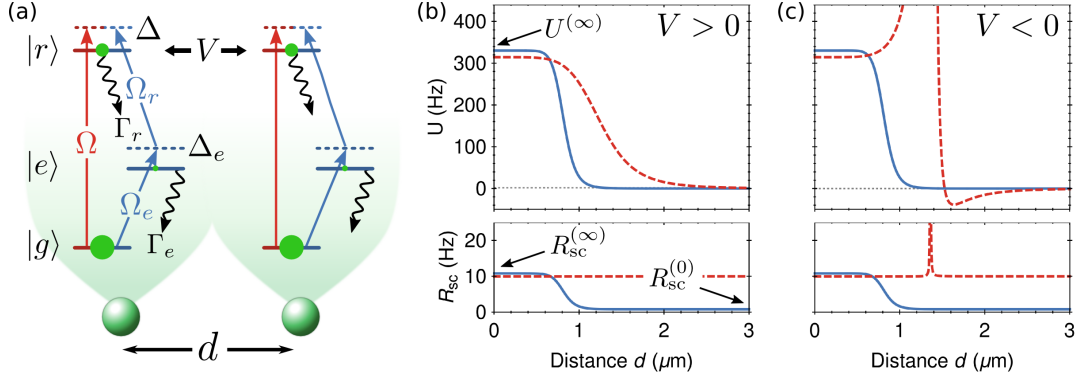 (a)
|r⟩
Δ
V
Ω_r
Γ_r
Ω
|e⟩
Δ_e
Ω_e
Γ_e
|g⟩
d
(b)
V > 0
U^(∞)
U (Hz)
400
300
200
100
0
R_sc^(∞)
R_sc^(0)
R_sc (Hz)
20
10
0
0 1 2 3
Distance d (μm)
(c)
V < 0
0 1 2 3
Distance d (μm)